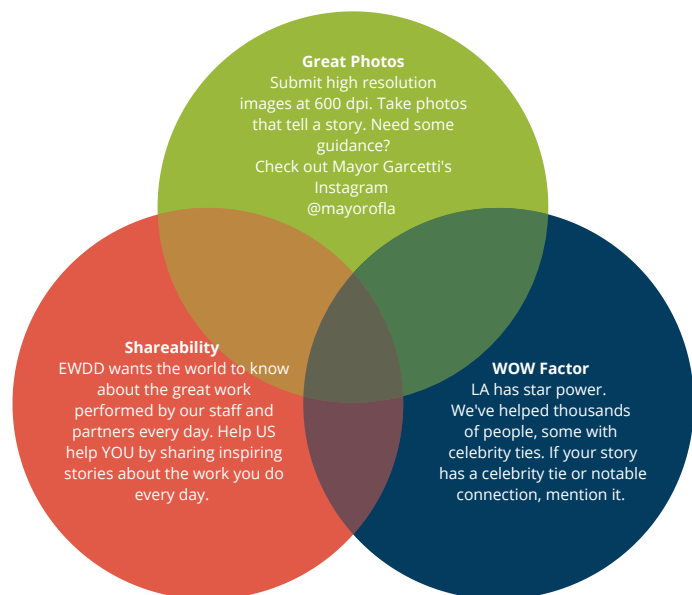 Great Photos
Submit high resolution
images at 600 dpi. Take photos
that tell a story. Need some
guidance?
Check out Mayor Garcetti's
Instagram
@mayorofla
Shareability
EWDD wants the world to know
about the great work
performed by our staff and
partners every day. Help US
help YOU by sharing inspiring
stories about the work you do
every day.
WOW Factor
LA has star power.
We've helped thousands
of people, some with
celebrity ties. If your story
has a celebrity tie or notable
connection, mention it.